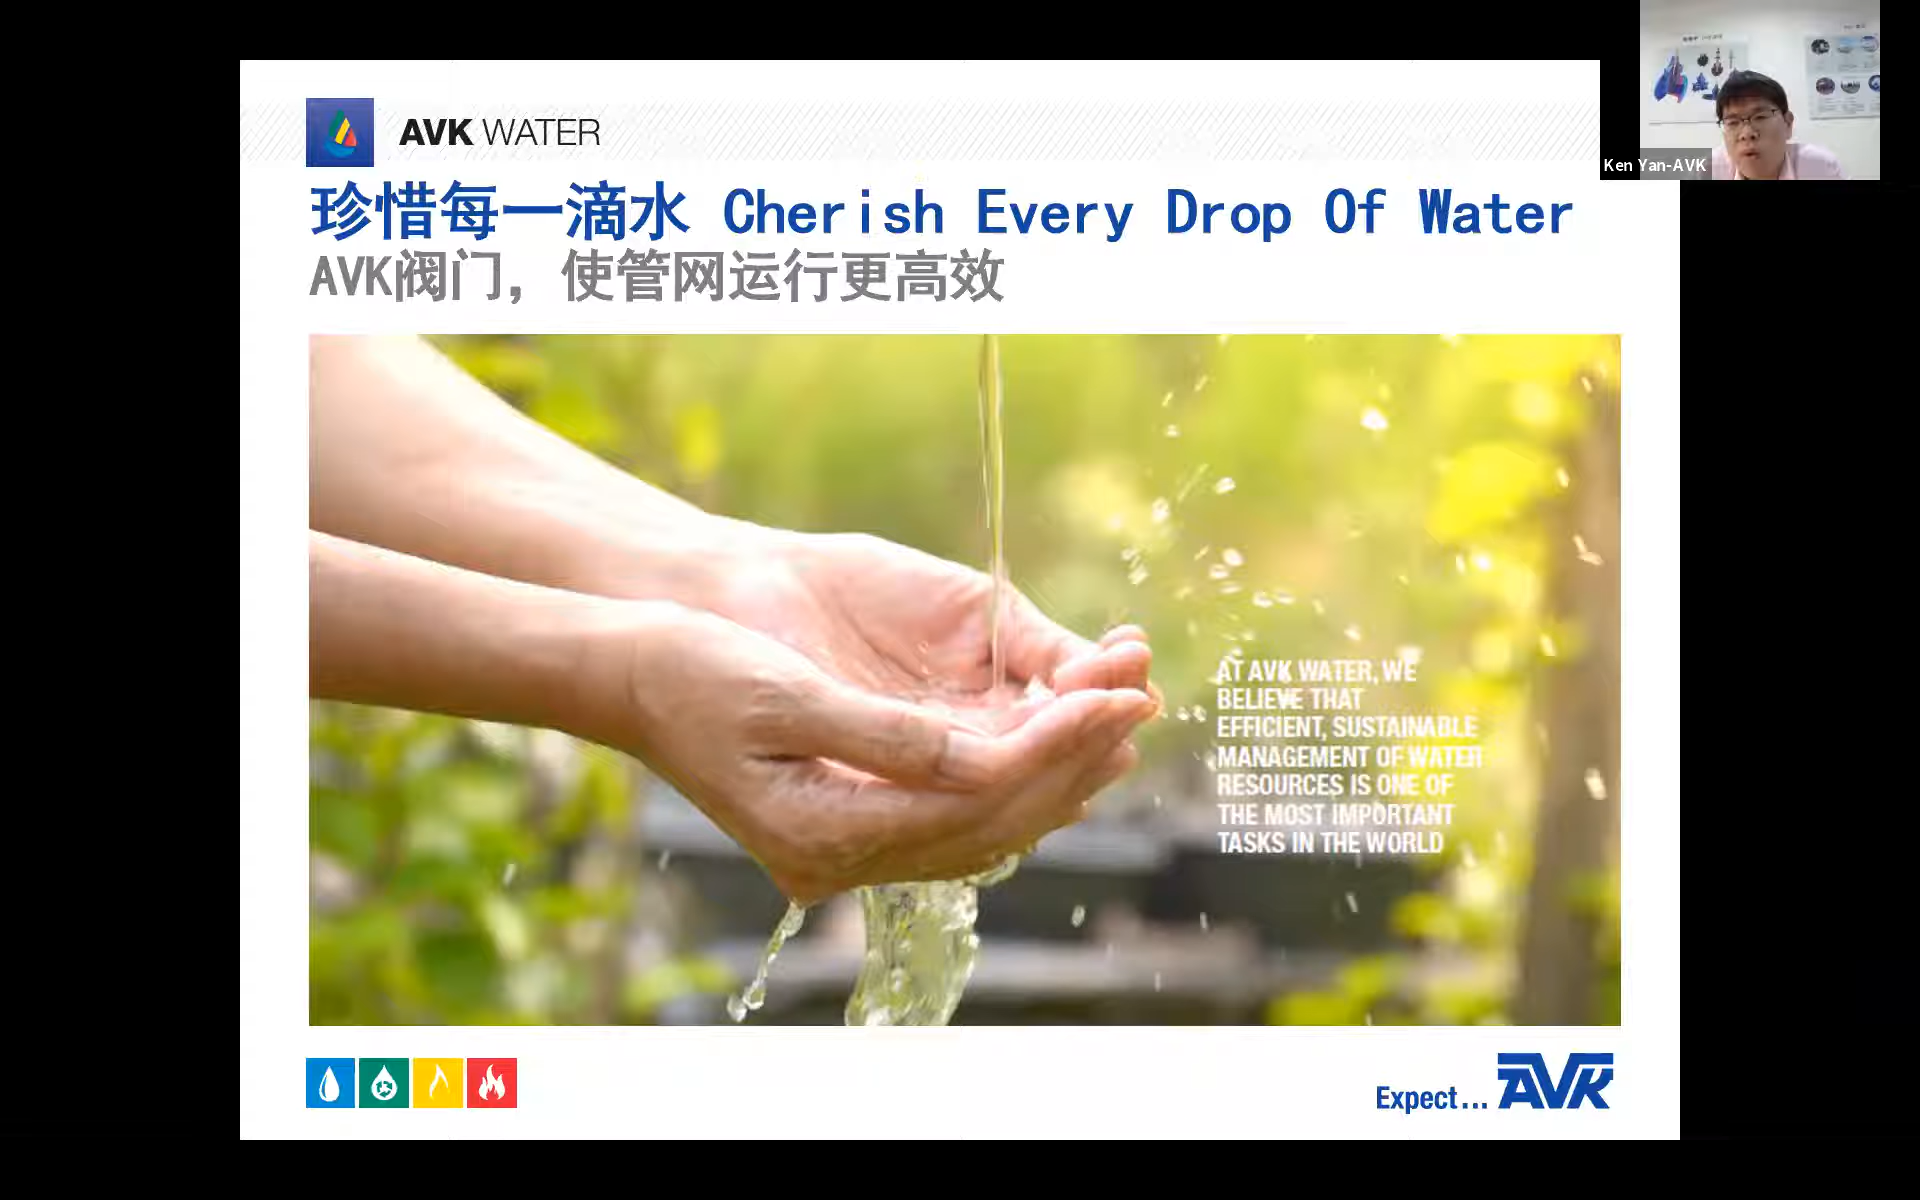 AVK WATER
珍惜每一滴水 Cherish Every Drop Of Water
AVK阀门，使管网运行更高效
AT AVK WATER, WE
BELIEVE THAT
EFFICIENT, SUSTAINABLE
MANAGEMENT OF WATER
RESOURCES IS ONE OF
THE MOST IMPORTANT
TASKS IN THE WORLD
Expect... AVK
Ken Yan-AVK